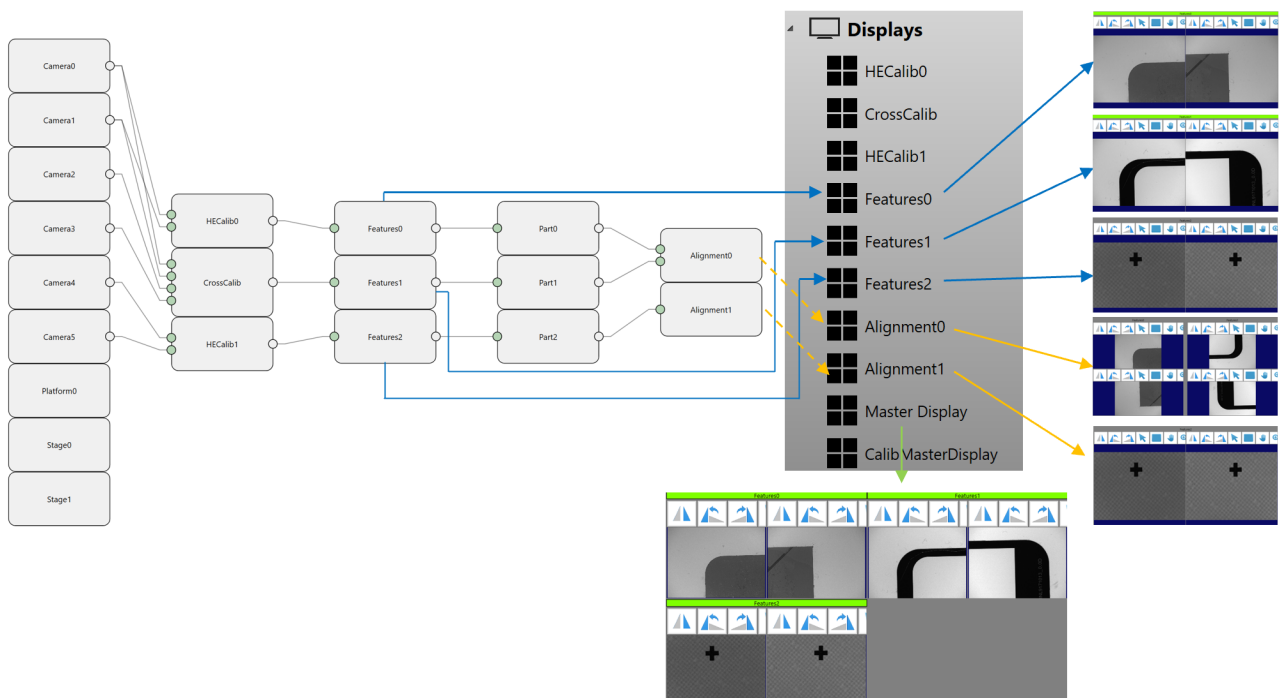 Camera0
Camera1
Camera2
Camera3
Camera4
Camera5
Platform0
Stage0
Stage1
HECalib0
CrossCalib
HECalib1
Features0
Features1
Features2
Part0
Part1
Part2
Alignment0
Alignment1
Displays
HECalib0
CrossCalib
HECalib1
Features0
Features1
Features2
Alignment0
Alignment1
Master Display
CalibMasterDisplay
Features0
Features1
Features2